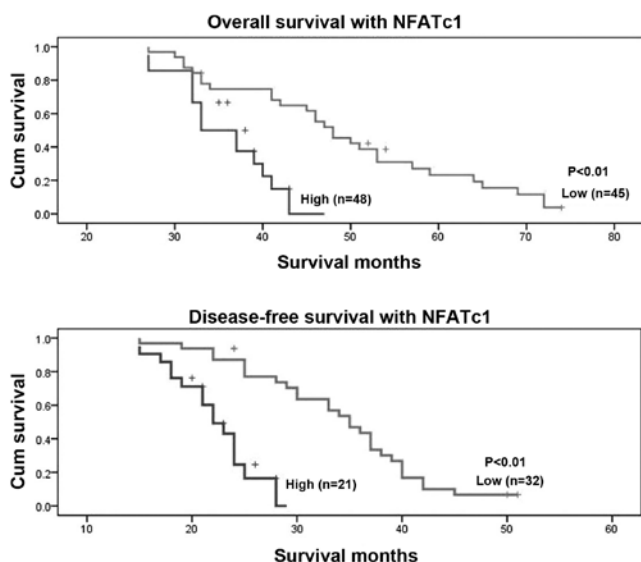 Overall survival with NFATc1
Cum survival
1.0
0.8
0.6
0.4
0.2
0.0
P<0.01
High (n=48)
Low (n=45)
20 30 40 50 60 70 80
Survival months
Disease-free survival with NFATc1
Cum survival
1.0
0.8
0.6
0.4
0.2
0.0
P<0.01
High (n=21)
Low (n=32)
10 20 30 40 50 60
Survival months